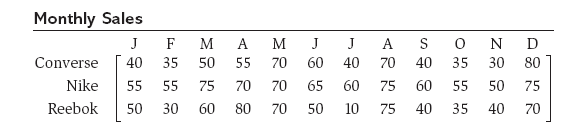 Monthly Sales
J F M A M J J A S O N D
Converse 40 35 50 55 70 60 40 70 40 35 30 80
Nike 55 55 75 70 70 65 60 75 60 55 50 75
Reebok 50 30 60 80 70 50 10 75 40 35 40 70